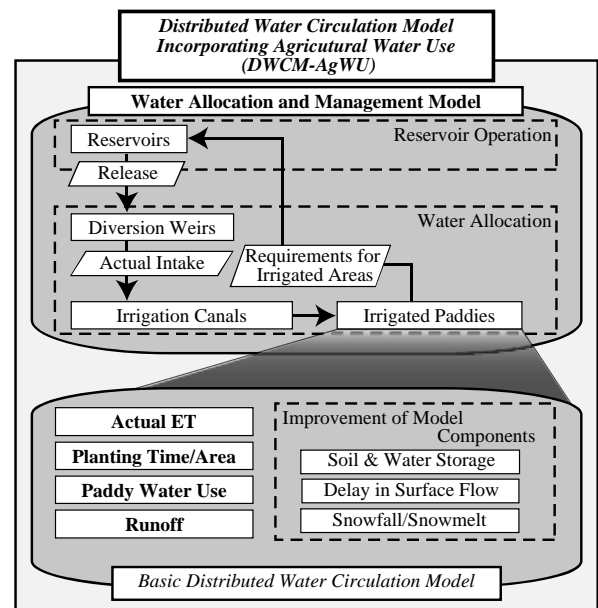 Distributed Water Circulation Model
Incorporating Agricutural Water Use
(DWCM-AgWU)
Water Allocation and Management Model
Reservoir Operation
Reservoirs
Release
Water Allocation
Diversion Weirs
Actual Intake
Requirements for
Irrigated Areas
Irrigation Canals
Irrigated Paddies
Actual ET
Planting Time/Area
Paddy Water Use
Runoff
Improvement of Model
Components
Soil & Water Storage
Delay in Surface Flow
Snowfall/Snowmelt
Basic Distributed Water Circulation Model